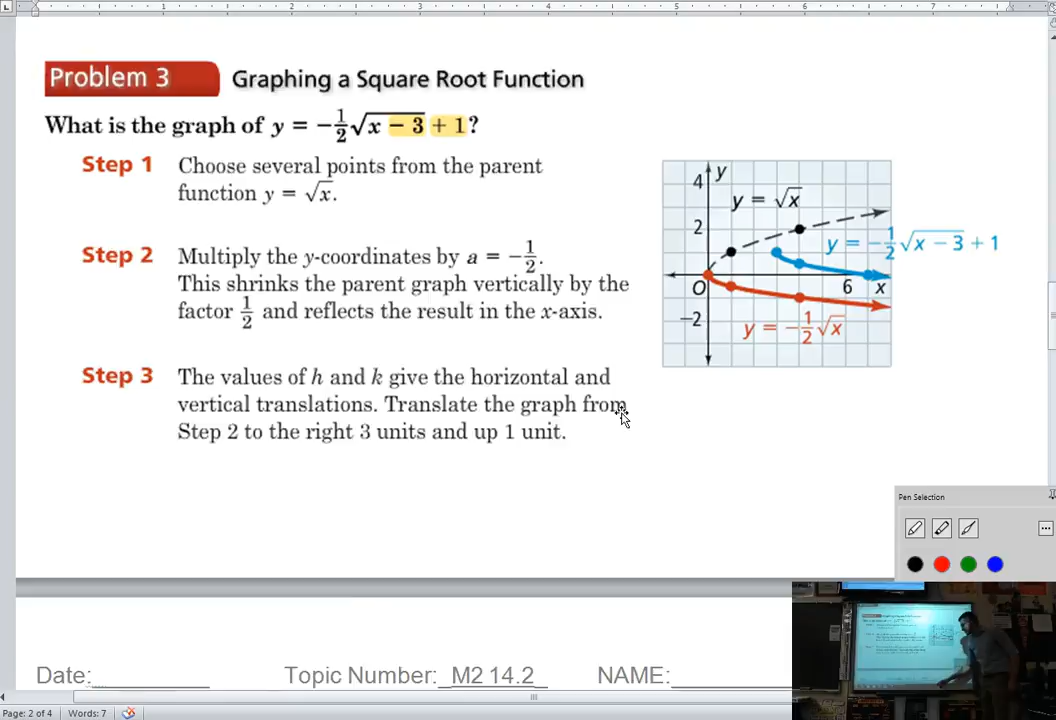 Problem 3 Graphing a Square Root Function
What is the graph of y = −1/2√(x − 3) + 1?
Step 1 Choose several points from the parent
function y = √x.
Step 2 Multiply the y-coordinates by a = −1/2.
This shrinks the parent graph vertically by the
factor 1/2 and reflects the result in the x-axis.
Step 3 The values of h and k give the horizontal and
vertical translations. Translate the graph from
Step 2 to the right 3 units and up 1 unit.
4 y
y = √x
2
y = −1/2√(x − 3) + 1
O 6 x
−2
y = −1/2√x
Pen Selection
Date: Topic Number: M2 14.2 NAME:
Page: 2 of 4 Words: 7